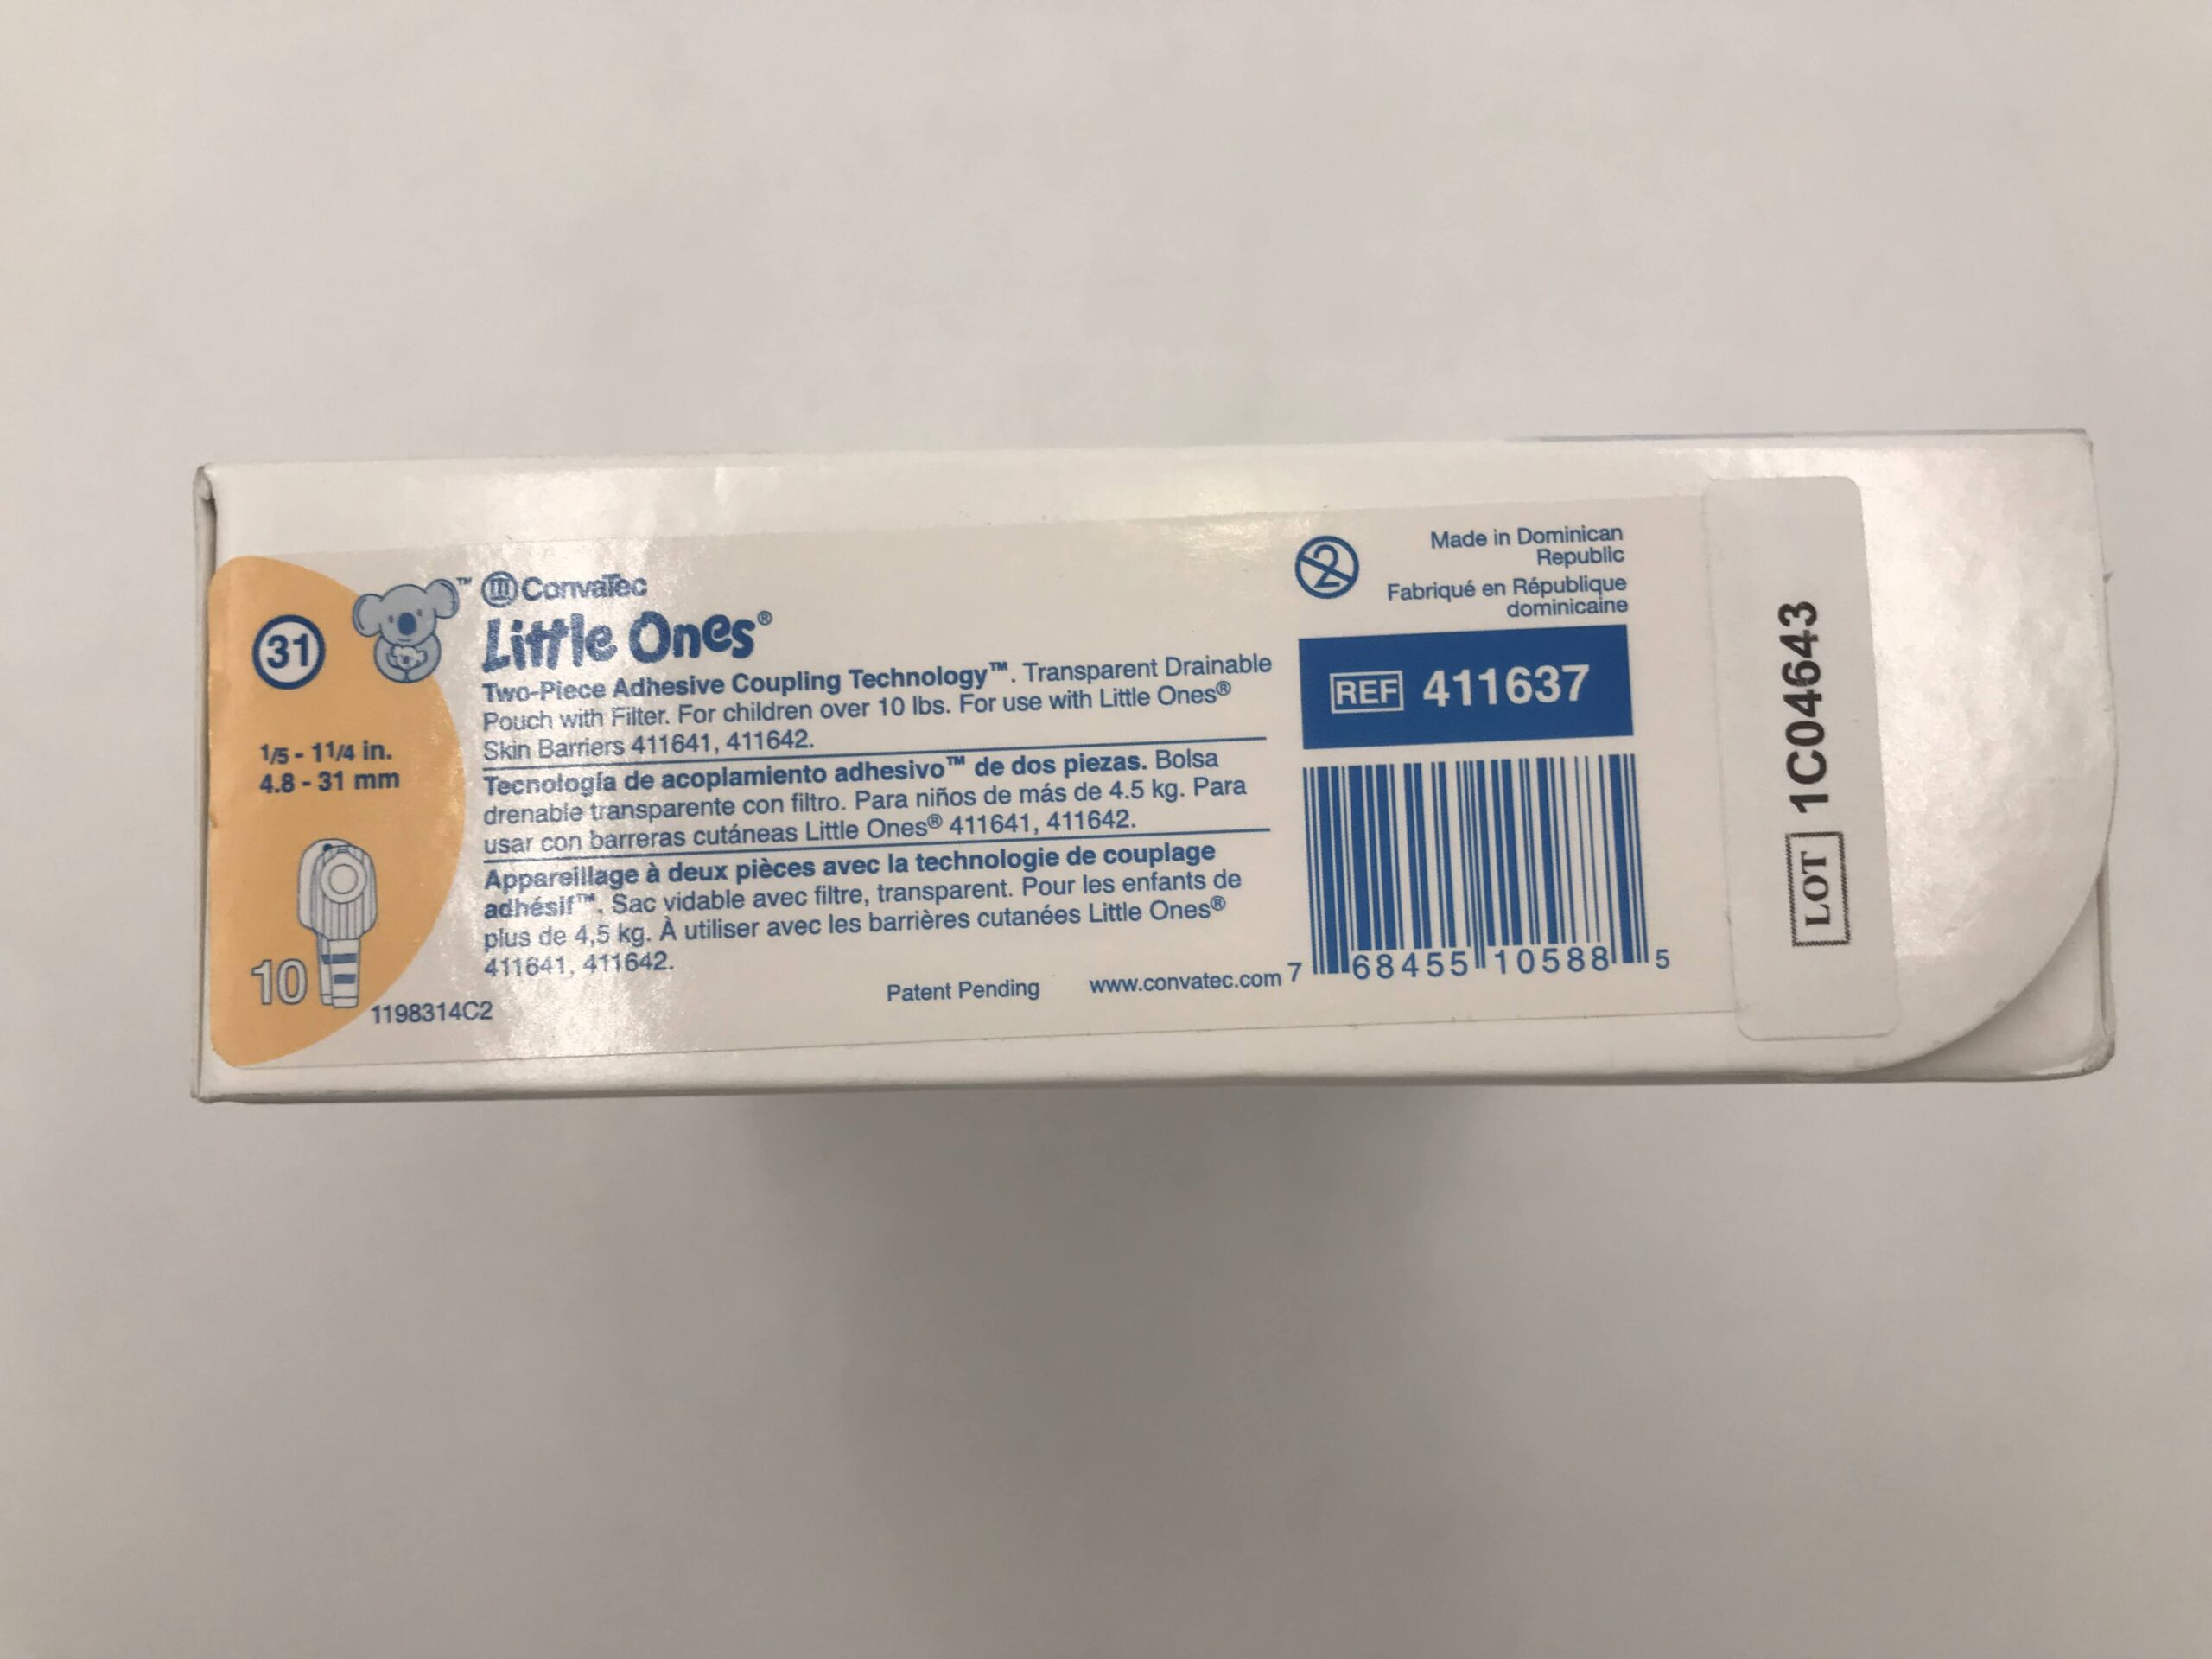 31
1/5 - 1 1/4 in.
4.8 - 31 mm
10
1198314C2
™ ConvaTec
Little Ones®
Two-Piece Adhesive Coupling Technology™. Transparent Drainable
Pouch with Filter. For children over 10 lbs. For use with Little Ones®
Skin Barriers 411641, 411642.
Tecnología de acoplamiento adhesivo™ de dos piezas. Bolsa
drenable transparente con filtro. Para niños de más de 4.5 kg. Para
usar con barreras cutáneas Little Ones® 411641, 411642.
Appareillage à deux pièces avec la technologie de couplage
adhésif™. Sac vidable avec filtre, transparent. Pour les enfants de
plus de 4,5 kg. À utiliser avec les barrières cutanées Little Ones®
411641, 411642.
Patent Pending www.convatec.com
2
Made in Dominican
Republic
Fabriqué en République
dominicaine
REF 411637
7 68455 10588 5
LOT 1C04643